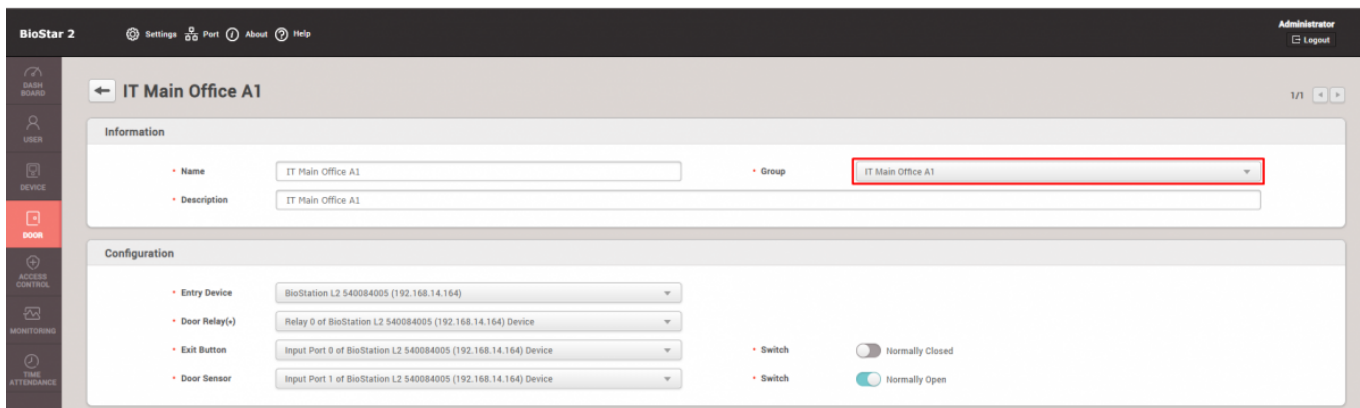 BioStar 2 Settings Port About Help Administrator
Logout
DASH
BOARD
USER
DEVICE
DOOR
ACCESS
CONTROL
MONITORING
TIME
ATTENDANCE
IT Main Office A1 1/1
Information
• Name IT Main Office A1 • Group IT Main Office A1
• Description IT Main Office A1
Configuration
• Entry Device BioStation L2 540084005 (192.168.14.164)
• Door Relay(*) Relay 0 of BioStation L2 540084005 (192.168.14.164) Device
• Exit Button Input Port 0 of BioStation L2 540084005 (192.168.14.164) Device • Switch Normally Closed
• Door Sensor Input Port 1 of BioStation L2 540084005 (192.168.14.164) Device • Switch Normally Open